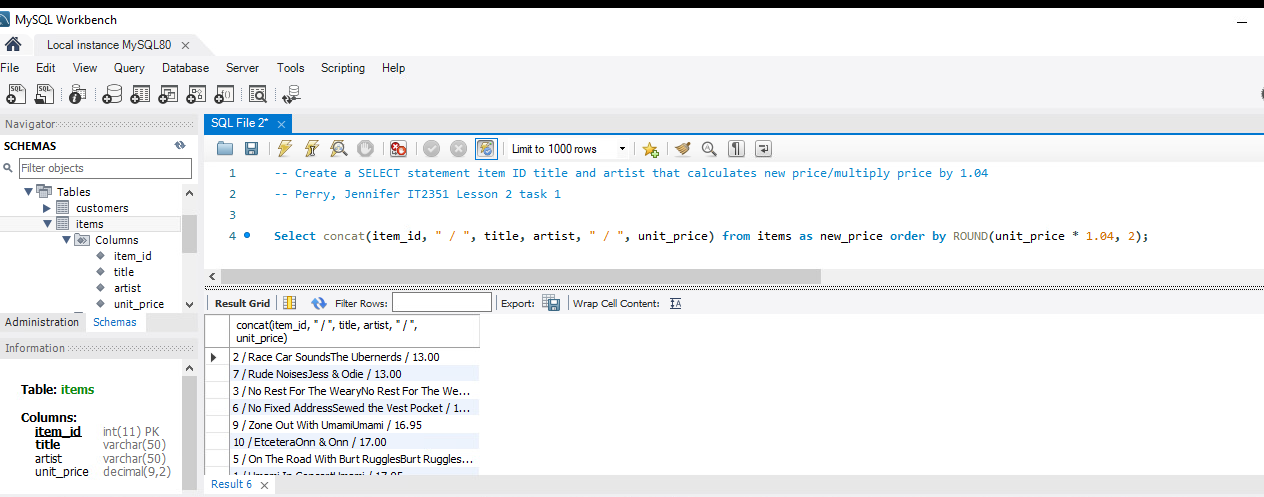 MySQL Workbench
Local instance MySQL80
File Edit View Query Database Server Tools Scripting Help
Navigator
SCHEMAS
Filter objects
Tables
customers
items
Columns
item_id
title
artist
unit_price
Administration Schemas
Information
Table: items
Columns:
item_id int(11) PK
title varchar(50)
artist varchar(50)
unit_price decimal(9,2)
SQL File 2*
Limit to 1000 rows
1 -- Create a SELECT statement item ID title and artist that calculates new price/multiply price by 1.04
2 -- Perry, Jennifer IT2351 Lesson 2 task 1
3
4 Select concat(item_id, " / ", title, artist, " / ", unit_price) from items as new_price order by ROUND(unit_price * 1.04, 2);
Result Grid Filter Rows: Export: Wrap Cell Content:
concat(item_id, " / ", title, artist, " / ",
unit_price)
2 / Race Car SoundsThe Ubernerds / 13.00
7 / Rude NoisesJess & Odie / 13.00
3 / No Rest For The WearyNo Rest For The We...
6 / No Fixed AddressSewed the Vest Pocket / 1...
9 / Zone Out With UmamiUmami / 16.95
10 / EtceteraOnn & Onn / 17.00
5 / On The Road With Burt RugglesBurt Ruggles...
1 / Umami In ConcertUmami / 17.95
Result 6